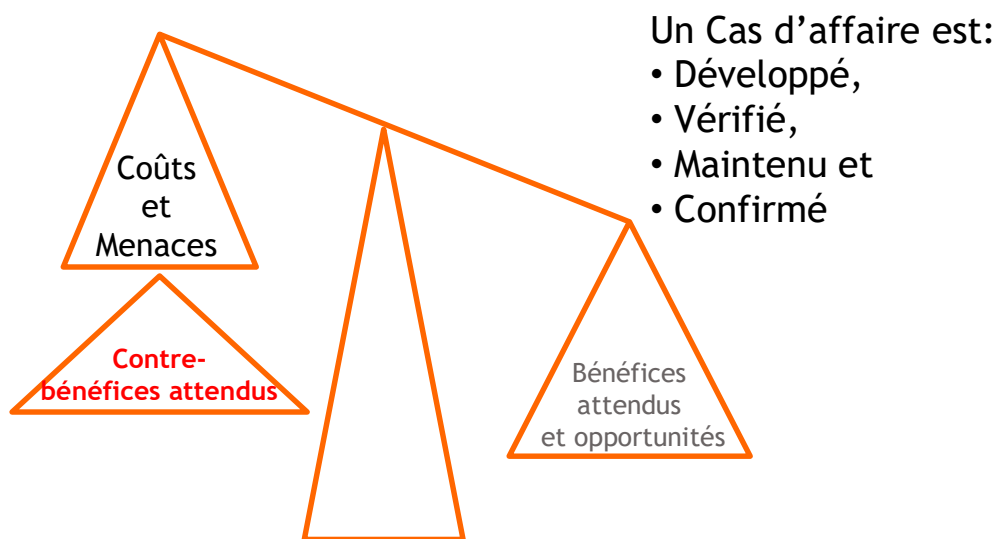 Un Cas d’affaire est:
• Développé,
• Vérifié,
• Maintenu et
• Confirmé
Coûts
et
Menaces
Contre-
bénéfices attendus
Bénéfices
attendus
et opportunités